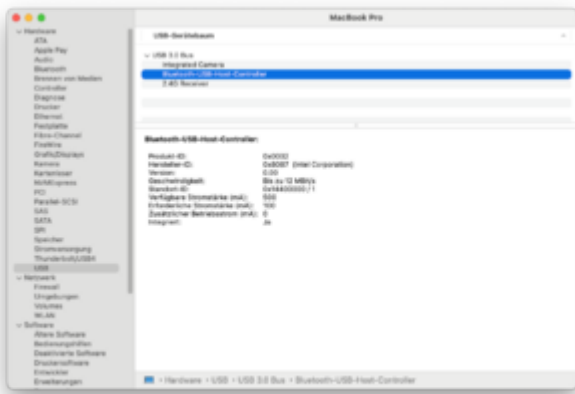 MacBook Pro
Hardware
ATA
Apple Pay
Audio
Bluetooth
Brennen von Medien
Controller
Diagnose
Drucker
Ethernet
Festplatte
Fibre-Channel
FireWire
Grafik/Displays
Kamera
Kartenleser
NVMExpress
PCI
Parallel-SCSI
SAS
SATA
SPI
Speicher
Stromversorgung
Thunderbolt/USB4
USB
Netzwerk
Firewall
Umgebungen
Volumes
WLAN
Software
Ältere Software
Bedienungshilfen
Deaktivierte Software
Druckersoftware
Entwickler
Erweiterungen
USB-Gerätebaum
USB 3.0 Bus
Integrated Camera
Bluetooth-USB-Host-Controller
2.4G Receiver
Bluetooth-USB-Host-Controller:
Produkt-ID: 0x0032
Hersteller-ID: 0x8087 (Intel Corporation)
Version: 0.00
Geschwindigkeit: Bis zu 12 MBit/s
Standort-ID: 0x14400000 / 1
Verfügbare Stromstärke (mA): 500
Erforderliche Stromstärke (mA): 100
Zusätzlicher Betriebsstrom (mA): 0
Integriert: Ja
Hardware › USB › USB 3.0 Bus › Bluetooth-USB-Host-Controller